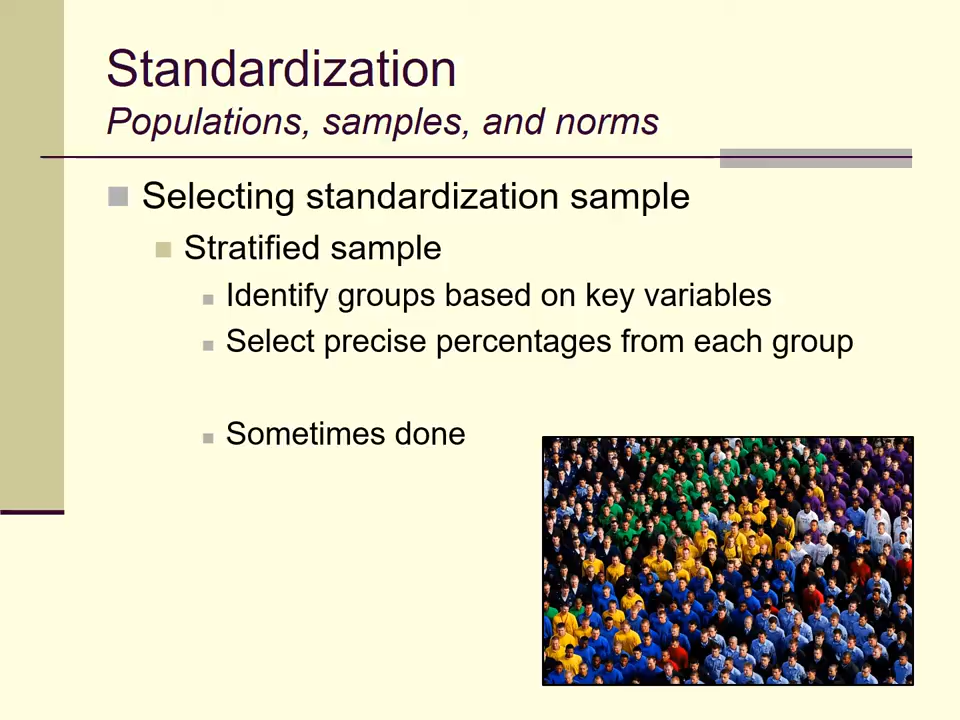 Standardization
Populations, samples, and norms
Selecting standardization sample
Stratified sample
Identify groups based on key variables
Select precise percentages from each group
Sometimes done